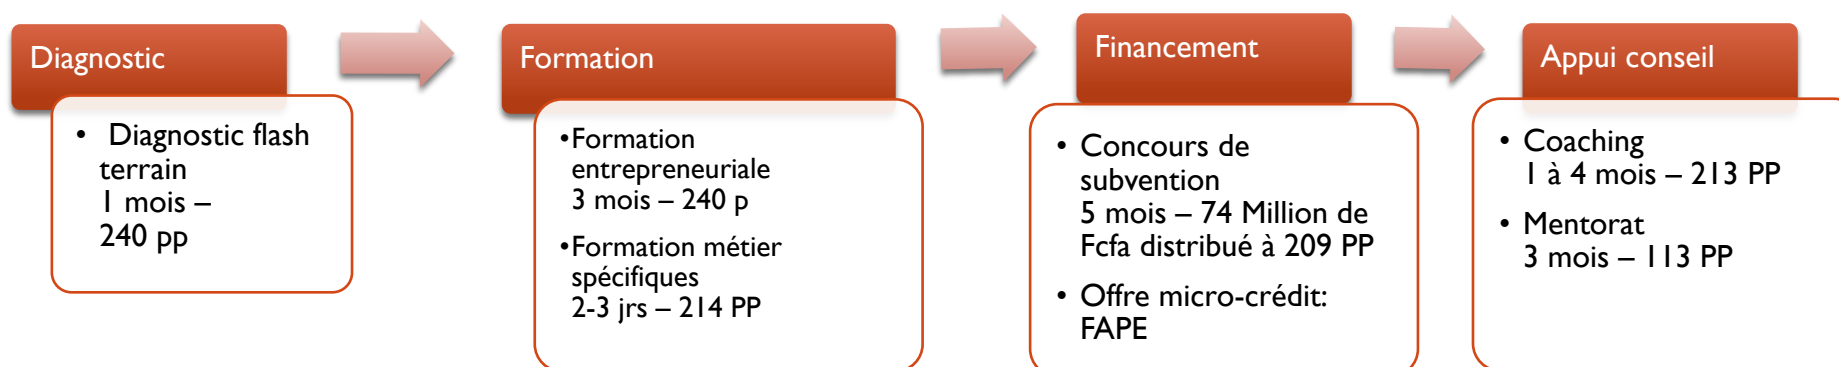 Diagnostic
• Diagnostic flash
terrain
1 mois –
240 pp
Formation
•Formation
entrepreneuriale
3 mois – 240 p
•Formation métier
spécifiques
2-3 jrs – 214 PP
Financement
• Concours de
subvention
5 mois – 74 Million de
Fcfa distribué à 209 PP
• Offre micro-crédit:
FAPE
Appui conseil
• Coaching
1 à 4 mois – 213 PP
• Mentorat
3 mois – 113 PP